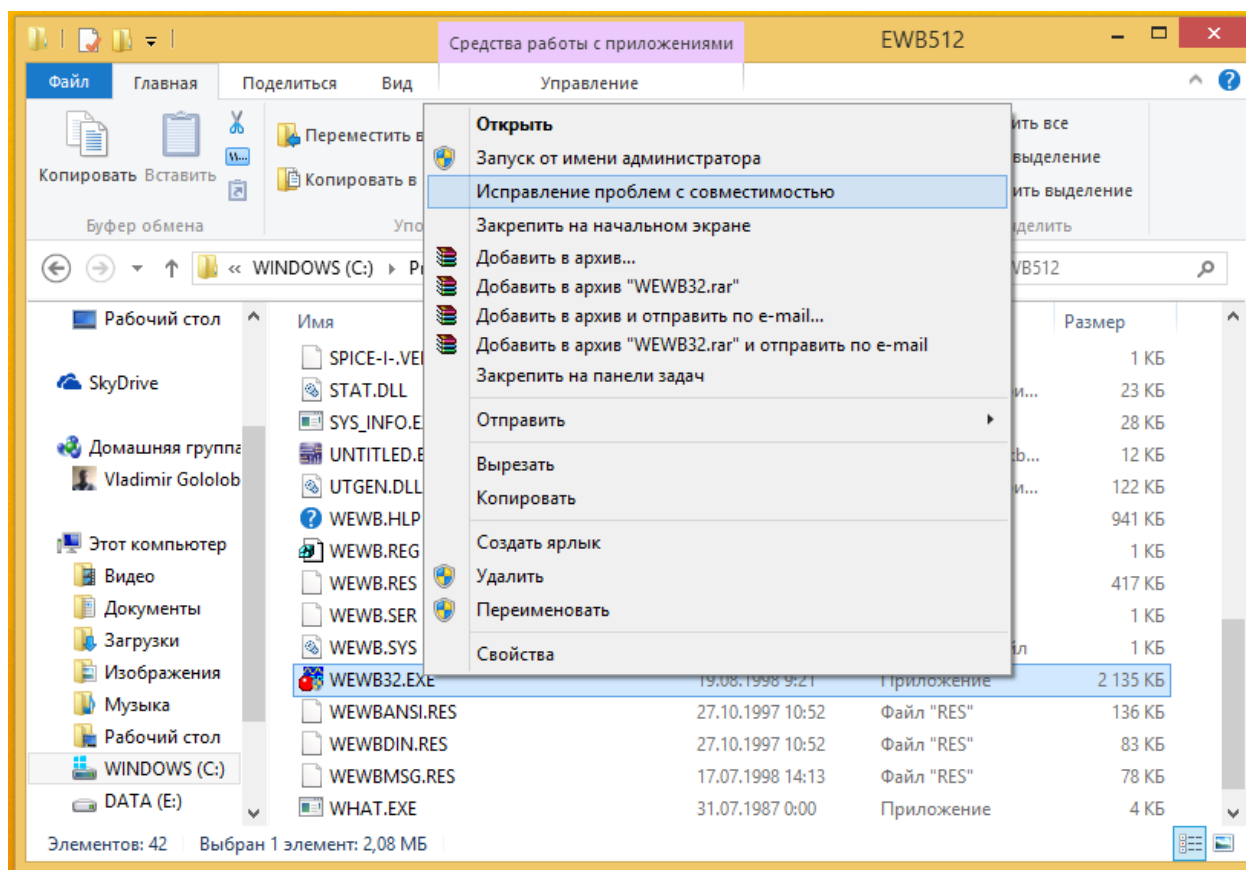 Средства работы с приложениями
EWB512
Файл
Главная
Поделиться
Вид
Управление
Копировать
Вставить
W...
Переместить в
Копировать в
Буфер обмена
Упо
ить все
выделение
ить выделение
делить
« WINDOWS (C:)
Pr
WB512
Открыть
Запуск от имени администратора
Исправление проблем с совместимостью
Закрепить на начальном экране
Добавить в архив...
Добавить в архив "WEWB32.rar"
Добавить в архив и отправить по e-mail...
Добавить в архив "WEWB32.rar" и отправить по e-mail
Закрепить на панели задач
Отправить
Вырезать
Копировать
Создать ярлык
Удалить
Переименовать
Свойства
Рабочий стол
SkyDrive
Домашняя группа
Vladimir Gololob
Этот компьютер
Видео
Документы
Загрузки
Изображения
Музыка
Рабочий стол
WINDOWS (C:)
DATA (E:)
Имя Размер
SPICE-I-.VE 1 КБ
STAT.DLL и... 23 КБ
SYS_INFO.E 28 КБ
UNTITLED.E b... 12 КБ
UTGEN.DLL и... 122 КБ
WEWB.HLP 941 КБ
WEWB.REG 1 КБ
WEWB.RES 417 КБ
WEWB.SER 1 КБ
WEWB.SYS йл 1 КБ
WEWB32.EXE 19.08.1998 9:21 Приложение 2 135 КБ
WEWBANSI.RES 27.10.1997 10:52 Файл "RES" 136 КБ
WEWBDIN.RES 27.10.1997 10:52 Файл "RES" 83 КБ
WEWBMSG.RES 17.07.1998 14:13 Файл "RES" 78 КБ
WHAT.EXE 31.07.1987 0:00 Приложение 4 КБ
Элементов: 42 Выбран 1 элемент: 2,08 МБ